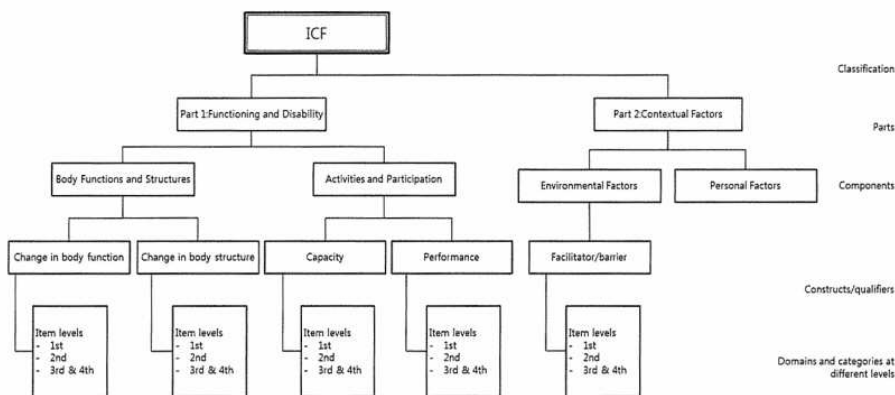 ICF
Classification
Part 1:Functioning and Disability
Part 2:Contextual Factors
Parts
Body Functions and Structures
Activities and Participation
Environmental Factors
Personal Factors
Components
Change in body function
Change in body structure
Capacity
Performance
Facilitator/barrier
Constructs/qualifiers
Item levels
- 1st
- 2nd
- 3rd & 4th
Item levels
- 1st
- 2nd
- 3rd & 4th
Item levels
- 1st
- 2nd
- 3rd & 4th
Item levels
- 1st
- 2nd
- 3rd & 4th
Item levels
- 1st
- 2nd
- 3rd & 4th
Domains and categories at
different levels